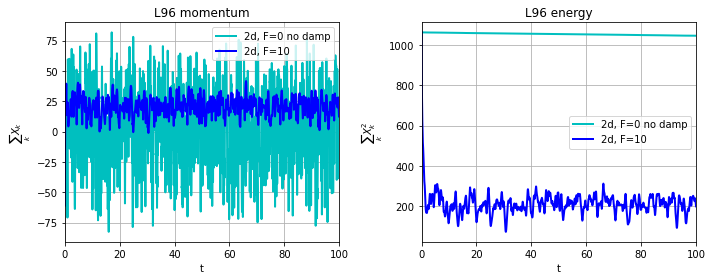 L96 momentum
75
50
25
0
−25
−50
−75
∑ X_k
k
2d, F=0 no damp
2d, F=10
0 20 40 60 80 100
t
L96 energy
1000
800
600
400
200
∑ X_k^2
k
2d, F=0 no damp
2d, F=10
0 20 40 60 80 100
t